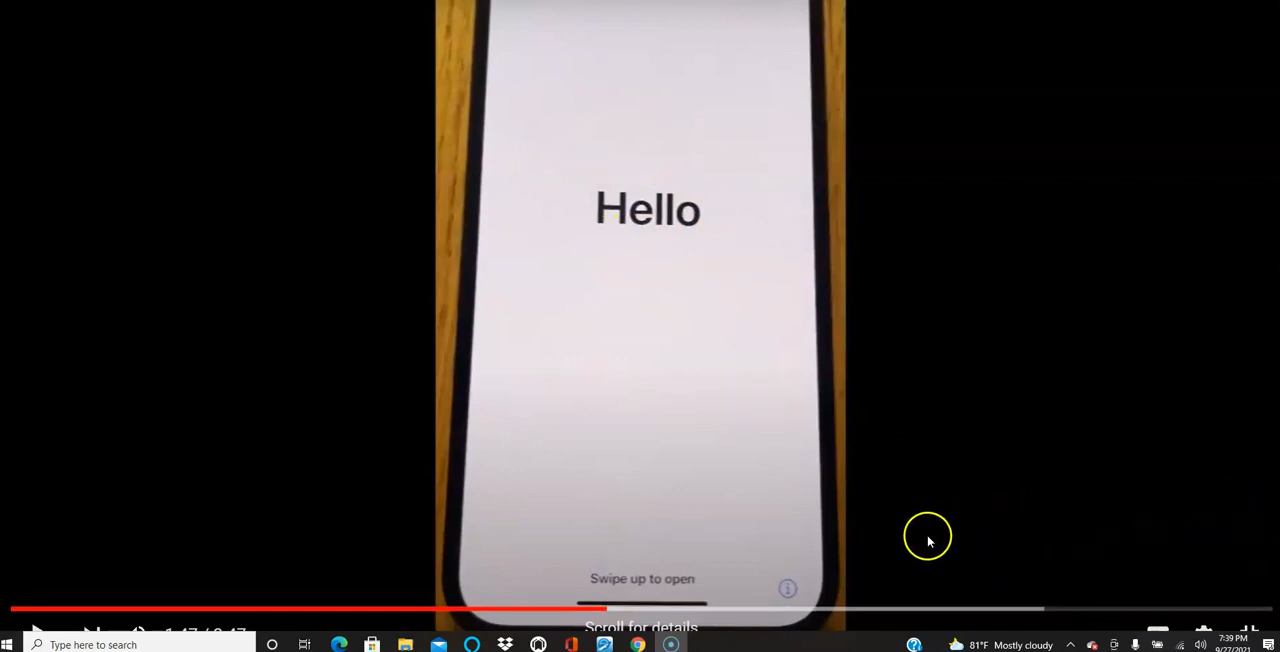 Hello
Swipe up to open
Scroll for details
Type here to search
81°F Mostly cloudy
7:39 PM
9/27/2021